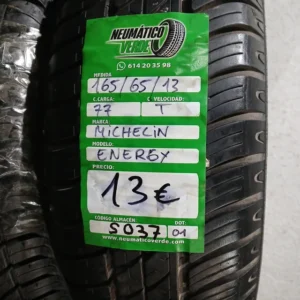 NEUMÁTICO
VERDE
614 20 35 98
MEDIDA
165/65/13
C.CARGA C VELOCIDAD
77 T
MARCA
MICHELIN
MODELO
ENERGY
PRECIO
13€
CÓDIGO ALMACÉN DOT
S037 01
www.neumaticoverde.com